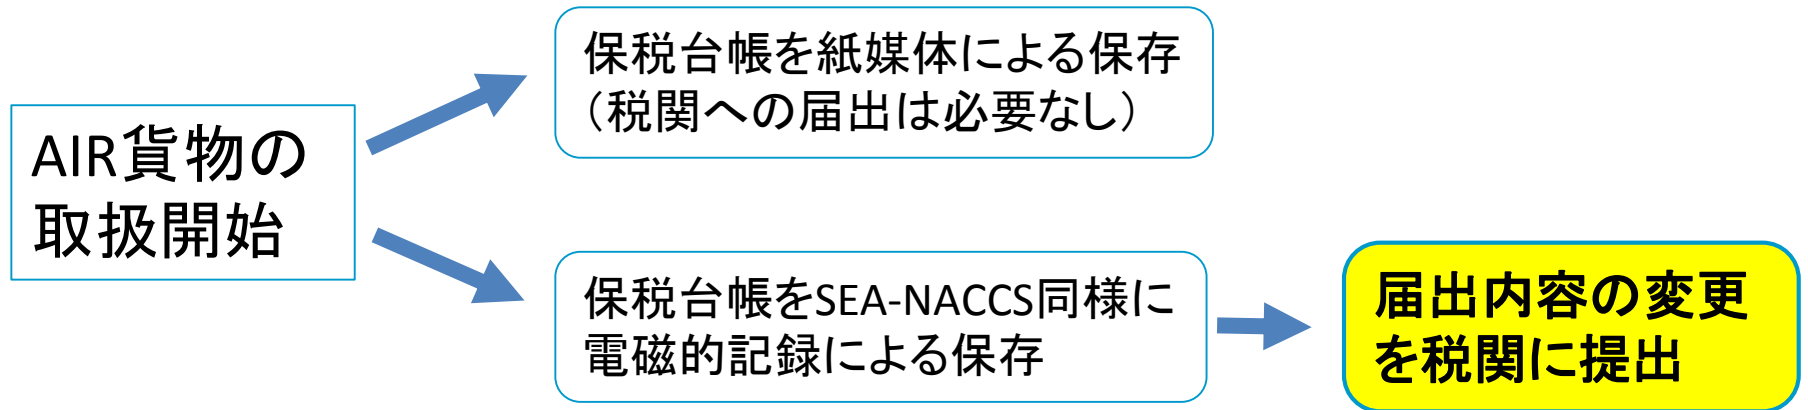 AIR貨物の
取扱開始
保税台帳を紙媒体による保存
（税関への届出は必要なし）
保税台帳をSEA-NACCS同様に
電磁的記録による保存
届出内容の変更
を税関に提出